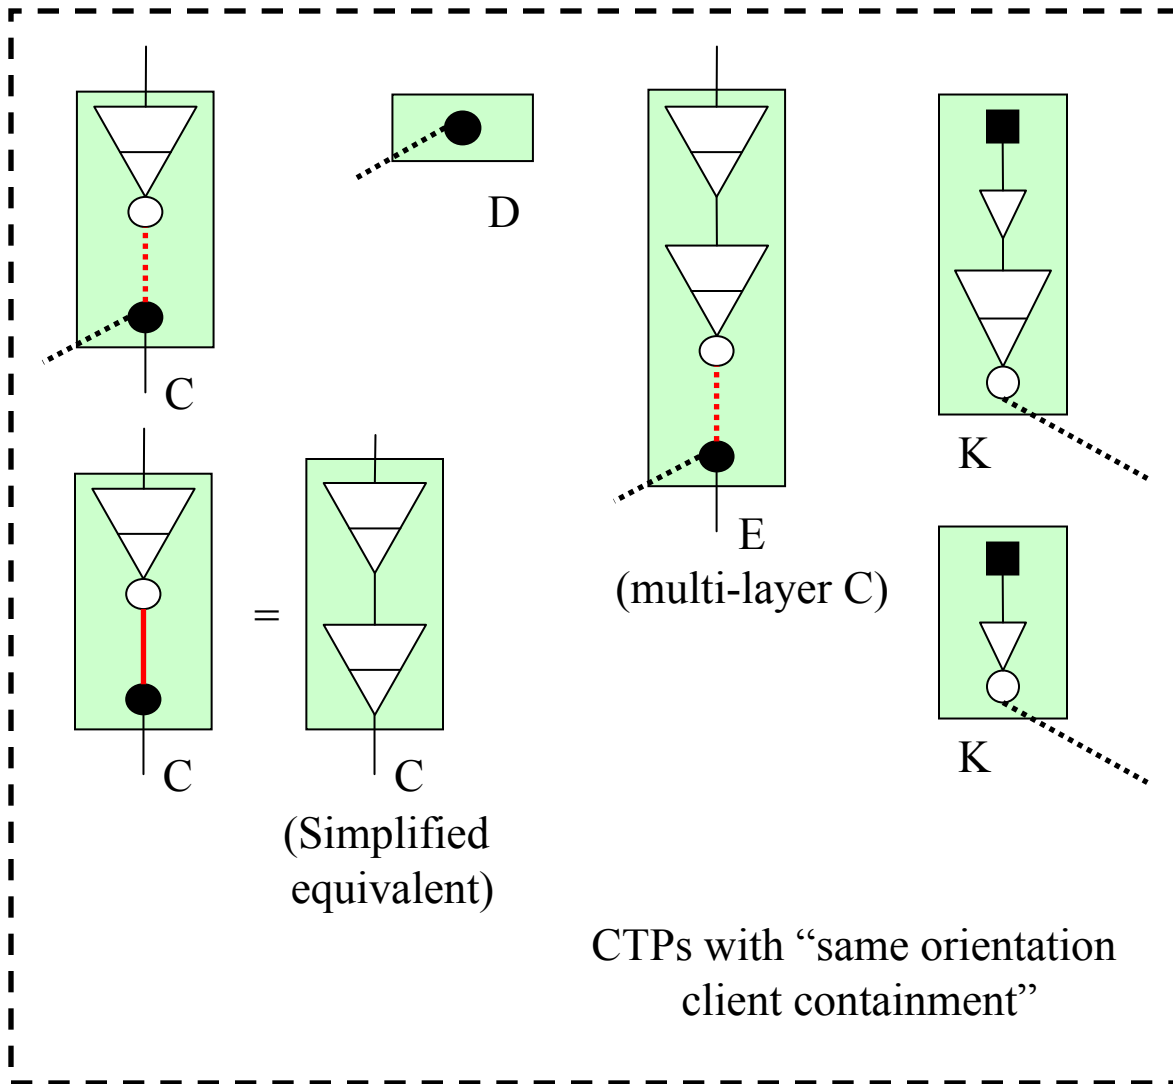 C
D
E
(multi-layer C)
K
K
=
C
C
(Simplified
equivalent)
CTPs with “same orientation
client containment”